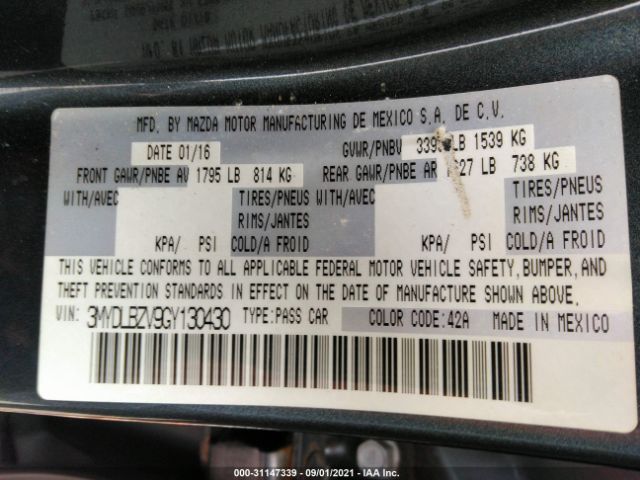 MFD. BY MAZDA MOTOR MANUFACTURING DE MEXICO S.A. DE C.V.
DATE 01/16 GVWR/PNBV LB 1539 KG
FRONT GAWR/PNBE AV 1795 LB 814 KG REAR GAWR/PNBE AR LB 738 KG
WITH/AVEC TIRES/PNEUS WITH/AVEC TIRES/PNEUS
RIMS/JANTES RIMS/JANTES
KPA/ PSI COLD/A FROID KPA/ PSI COLD/A FROID
THIS VEHICLE CONFORMS TO ALL APPLICABLE FEDERAL MOTOR VEHICLE SAFETY, BUMPER, AND
THEFT PREVENTION STANDARDS IN EFFECT ON THE DATE OF MANUFACTURE SHOWN ABOVE.
VIN: 3MYDLBZV9GY130430 TYPE:PASS CAR COLOR CODE:42A MADE IN MEXICO
000-31147339 - 09/01/2021 - IAA Inc.